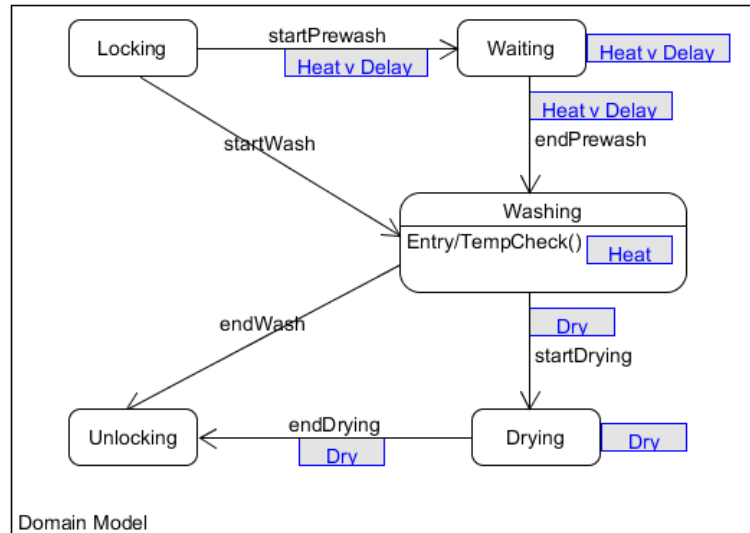 Locking
startPrewash
Heat v Delay
Waiting
Heat v Delay
Heat v Delay
endPrewash
startWash
Washing
Entry/TempCheck()
Heat
endWash
Dry
startDrying
Unlocking
endDrying
Dry
Drying
Dry
Domain Model